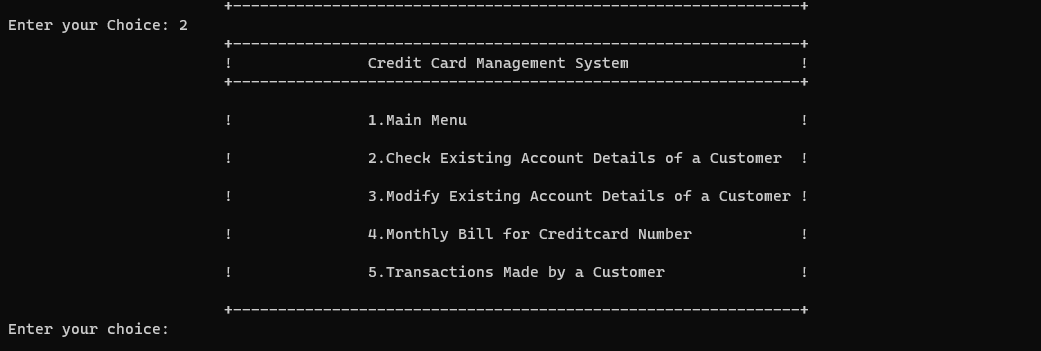 +---------------------------------------------------------------+
Enter your Choice: 2
+---------------------------------------------------------------+
!               Credit Card Management System                   !
+---------------------------------------------------------------+
!               1.Main Menu                                     !
!               2.Check Existing Account Details of a Customer  !
!               3.Modify Existing Account Details of a Customer !
!               4.Monthly Bill for Creditcard Number            !
!               5.Transactions Made by a Customer               !
+---------------------------------------------------------------+
Enter your choice: